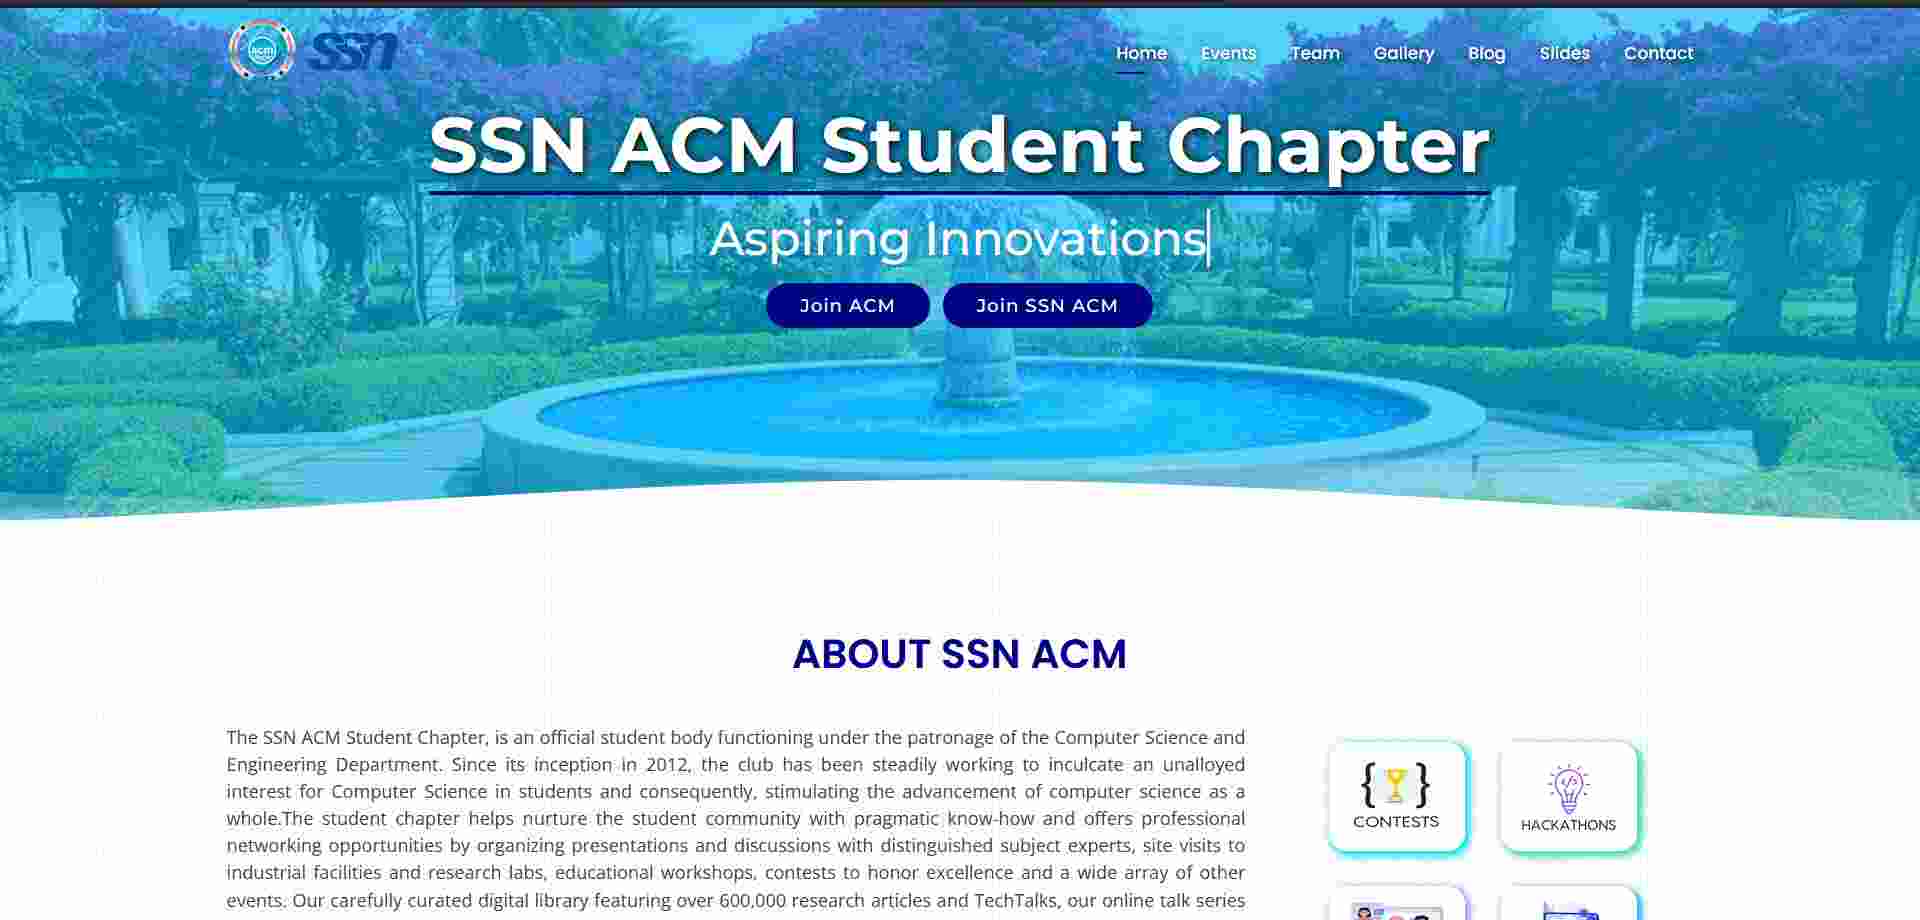 acm
ssn
Home Events Team Gallery Blog Slides Contact
SSN ACM Student Chapter
Aspiring Innovations
Join ACM Join SSN ACM
ABOUT SSN ACM
The SSN ACM Student Chapter, is an official student body functioning under the patronage of the Computer Science and
Engineering Department. Since its inception in 2012, the club has been steadily working to inculcate an unalloyed
interest for Computer Science in students and consequently, stimulating the advancement of computer science as a
whole.The student chapter helps nurture the student community with pragmatic know-how and offers professional
networking opportunities by organizing presentations and discussions with distinguished subject experts, site visits to
industrial facilities and research labs, educational workshops, contests to honor excellence and a wide array of other
events. Our carefully curated digital library featuring over 600,000 research articles and TechTalks, our online talk series
CONTESTS
HACKATHONS